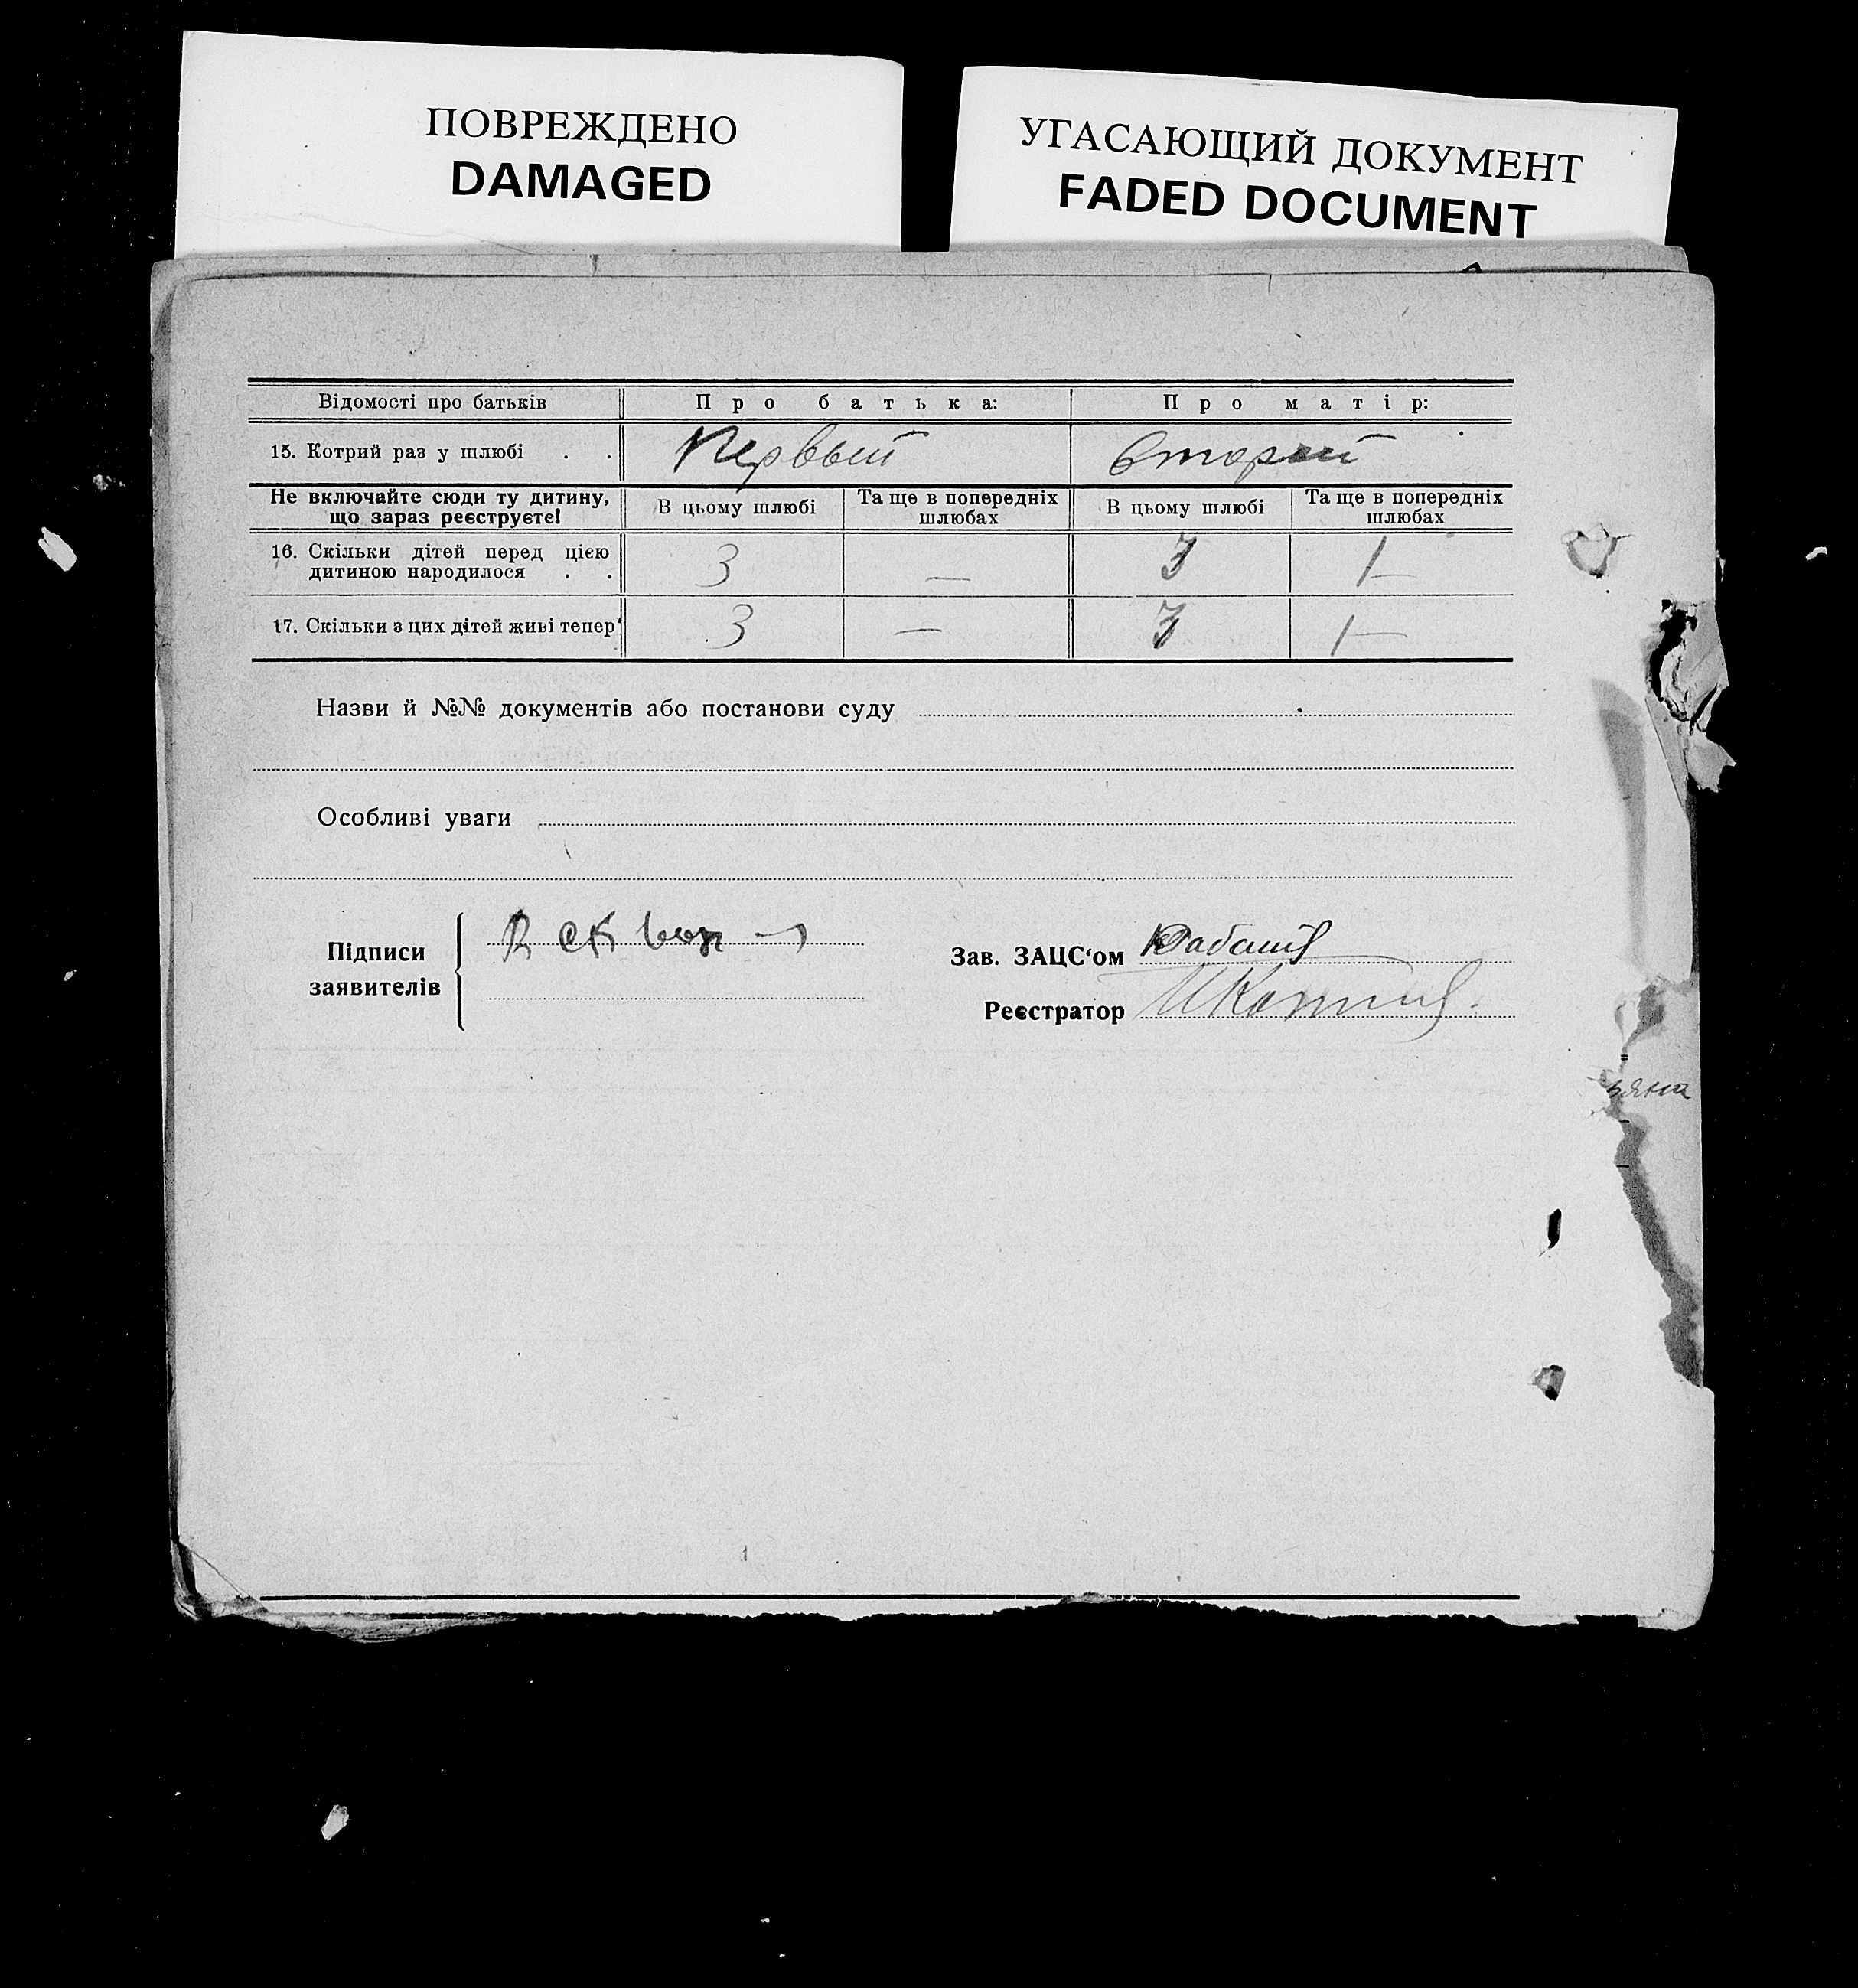 ПОВРЕЖДЕНО
DAMAGED
УГАСАЮЩИЙ ДОКУМЕНТ
FADED DOCUMENT
Відомості про батьків Про батька: Про матір:
15. Котрий раз у шлюбі . . Первый Второй
Не включайте сюди ту дитину,
що зараз реєструєте!
В цьому шлюбі
Та ще в попередніх
шлюбах
В цьому шлюбі
Та ще в попередніх
шлюбах
16. Скільки дітей перед цією
дитиною народилося . . 3 — 3 1—
17. Скільки з цих дітей живі тепер 3 — 3 1—
Назви й №№ документів або постанови суду
Особливі уваги
Підписи
заявителів
Зав. ЗАЦС‘ом
Реєстратор